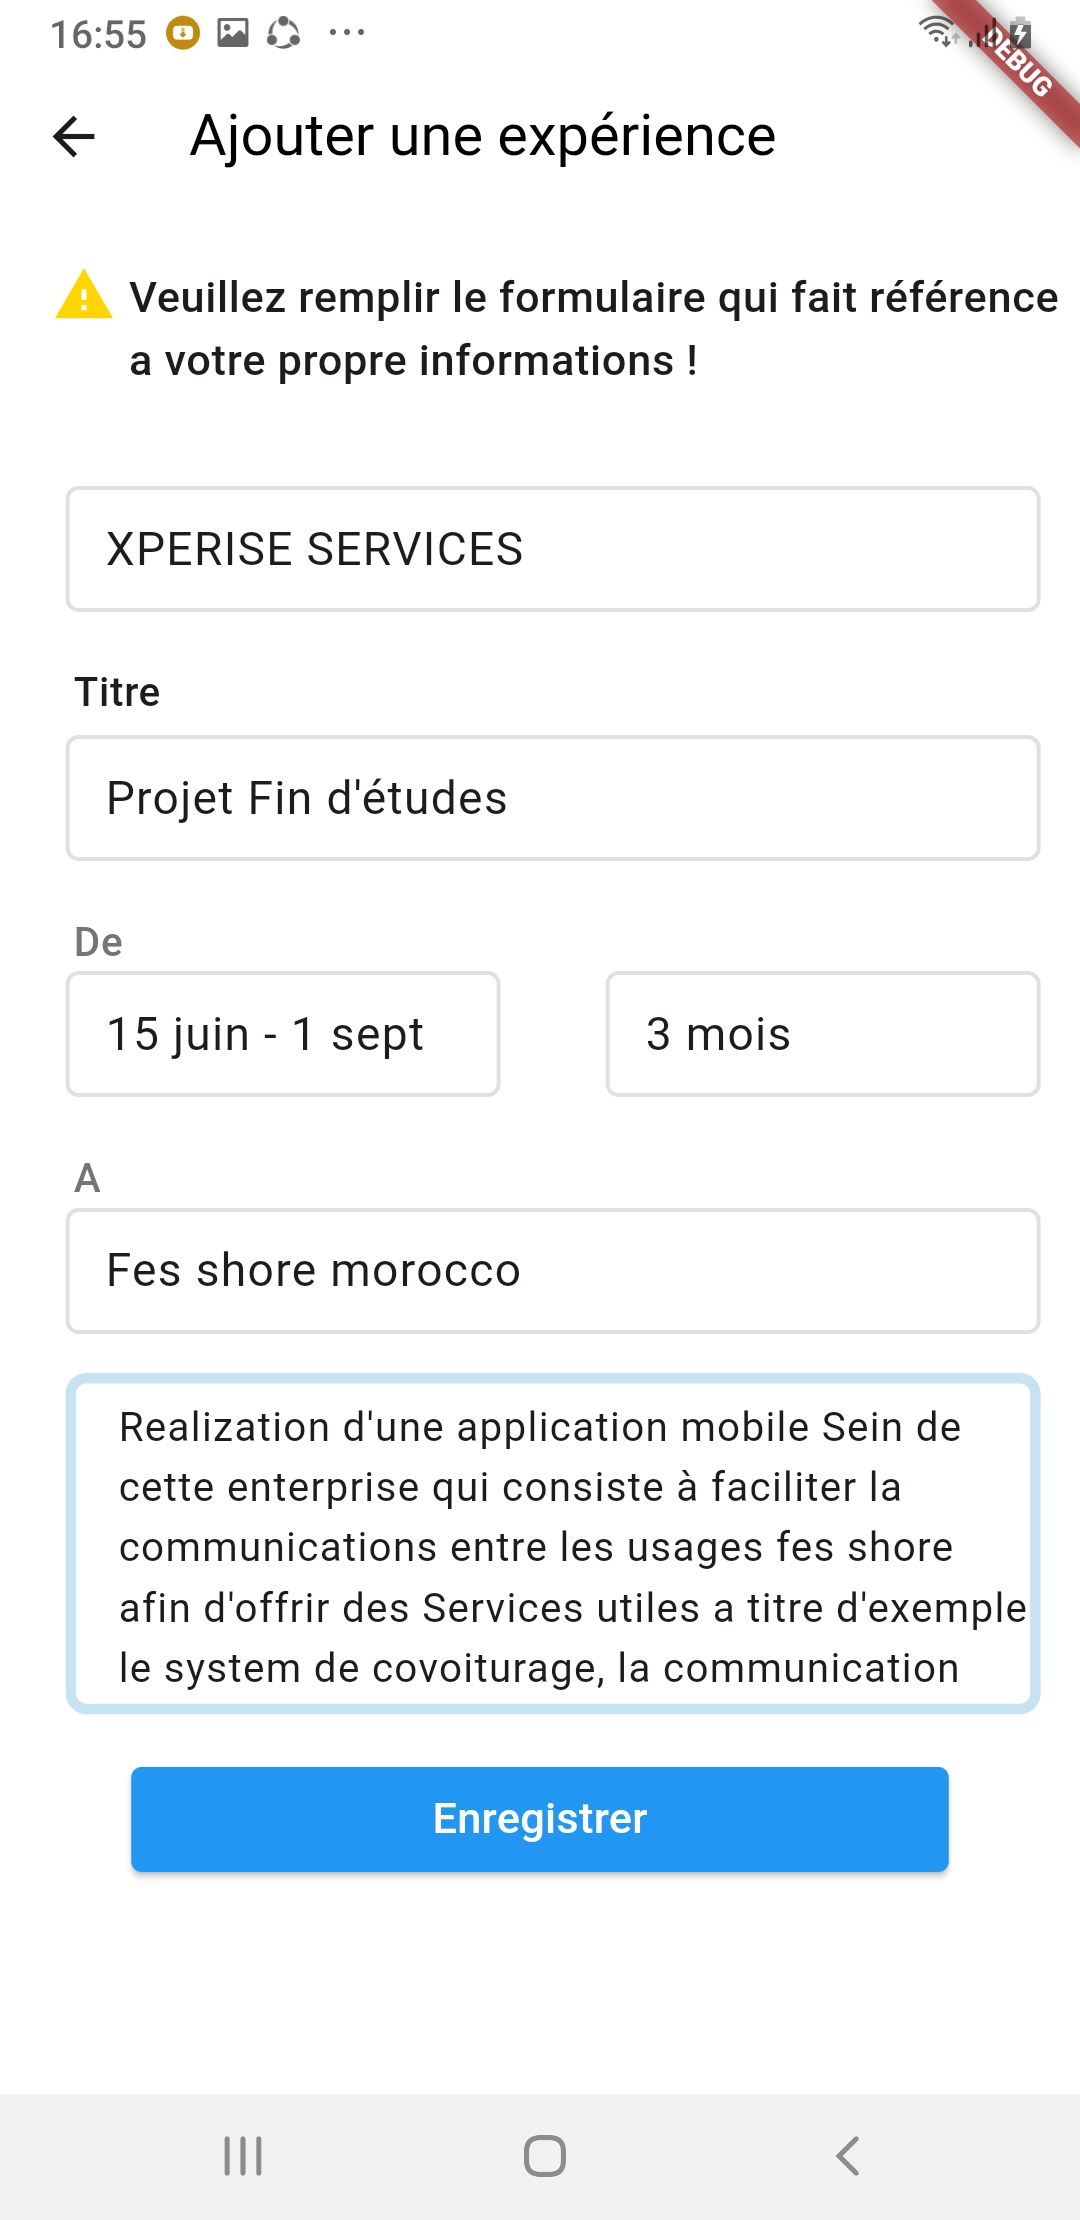 16:55
DEBUG
Ajouter une expérience
Veuillez remplir le formulaire qui fait référence
a votre propre informations !
XPERISE SERVICES
Titre
Projet Fin d'études
De
15 juin - 1 sept
3 mois
A
Fes shore morocco
Realization d'une application mobile Sein de
cette enterprise qui consiste à faciliter la
communications entre les usages fes shore
afin d'offrir des Services utiles a titre d'exemple
le system de covoiturage, la communication
Enregistrer